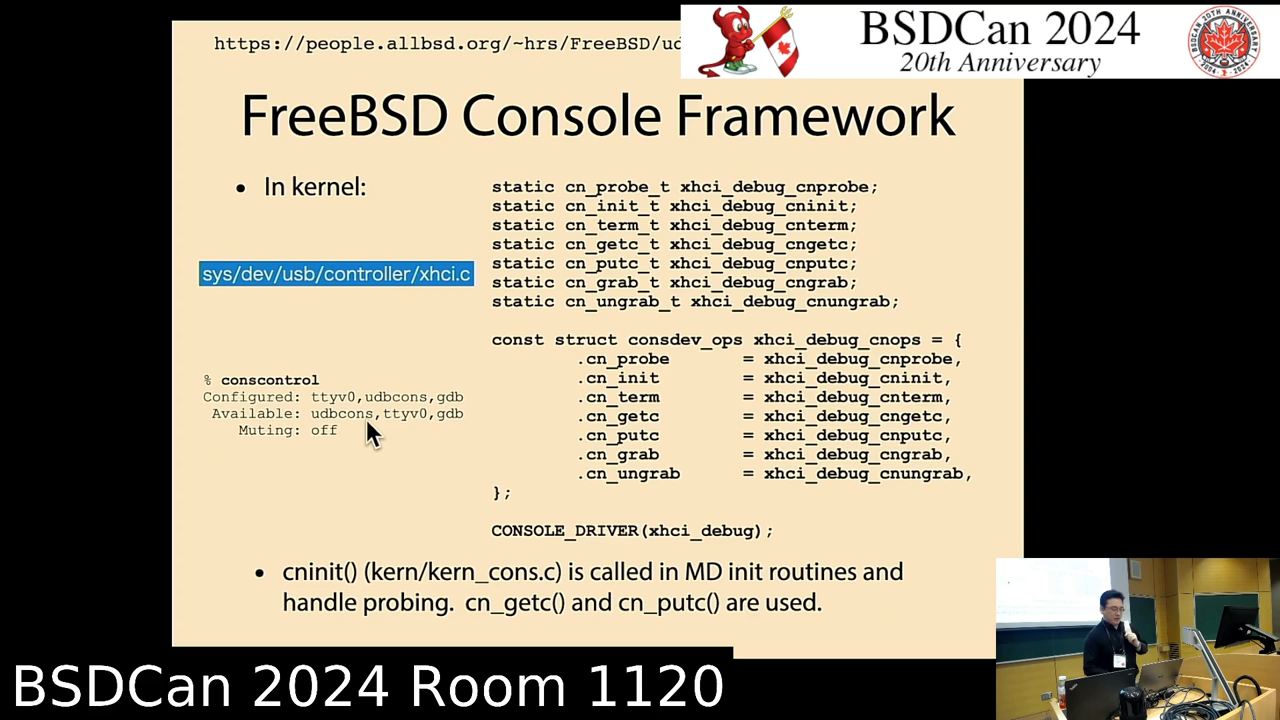 https://people.allbsd.org/~hrs/FreeBSD/ud
BSDCan 2024
20th Anniversary
FreeBSD Console Framework
• In kernel:
static cn_probe_t xhci_debug_cnprobe;
static cn_init_t xhci_debug_cninit;
static cn_term_t xhci_debug_cnterm;
static cn_getc_t xhci_debug_cngetc;
static cn_putc_t xhci_debug_cnputc;
static cn_grab_t xhci_debug_cngrab;
static cn_ungrab_t xhci_debug_cnungrab;
sys/dev/usb/controller/xhci.c
const struct consdev_ops xhci_debug_cnops = {
.cn_probe = xhci_debug_cnprobe,
.cn_init = xhci_debug_cninit,
.cn_term = xhci_debug_cnterm,
.cn_getc = xhci_debug_cngetc,
.cn_putc = xhci_debug_cnputc,
.cn_grab = xhci_debug_cngrab,
.cn_ungrab = xhci_debug_cnungrab,
};
CONSOLE_DRIVER(xhci_debug);
% conscontrol
Configured: ttyv0,udbcons,gdb
Available: udbcons,ttyv0,gdb
Muting: off
• cninit() (kern/kern_cons.c) is called in MD init routines and
handle probing. cn_getc() and cn_putc() are used.
BSDCan 2024 Room 1120